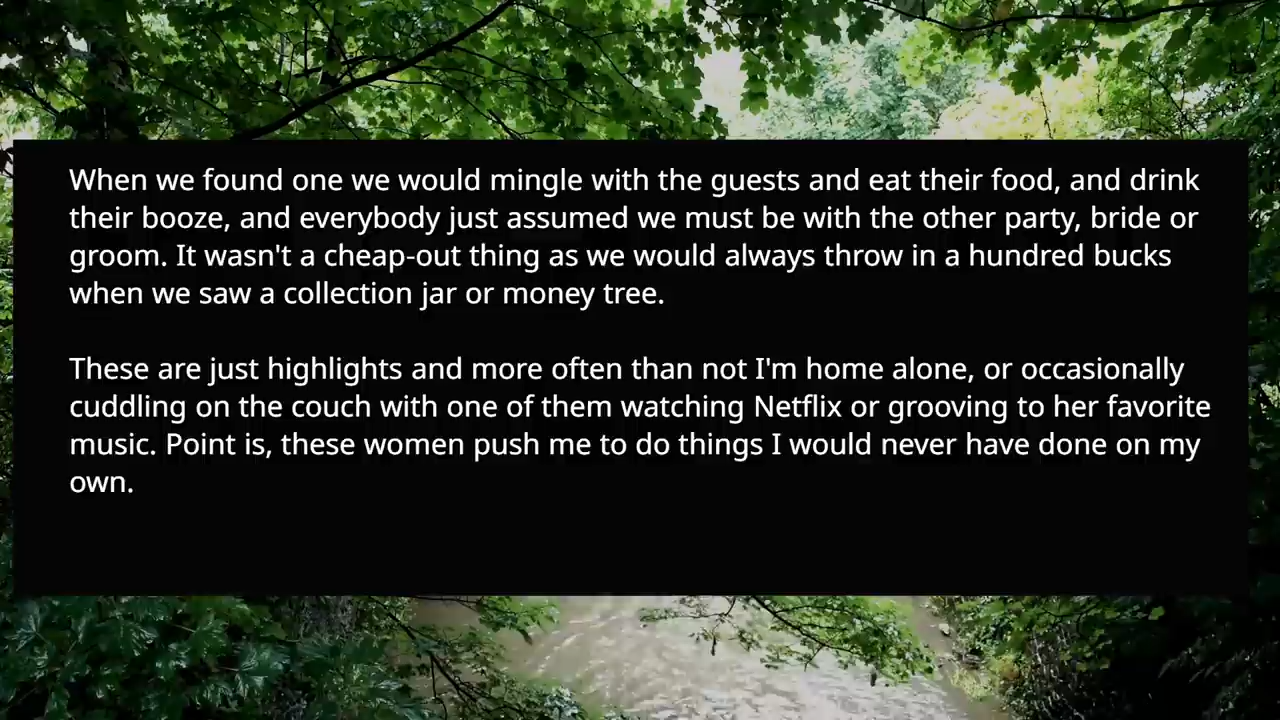 When we found one we would mingle with the guests and eat their food, and drink
their booze, and everybody just assumed we must be with the other party, bride or
groom. It wasn't a cheap-out thing as we would always throw in a hundred bucks
when we saw a collection jar or money tree.
These are just highlights and more often than not I'm home alone, or occasionally
cuddling on the couch with one of them watching Netflix or grooving to her favorite
music. Point is, these women push me to do things I would never have done on my
own.